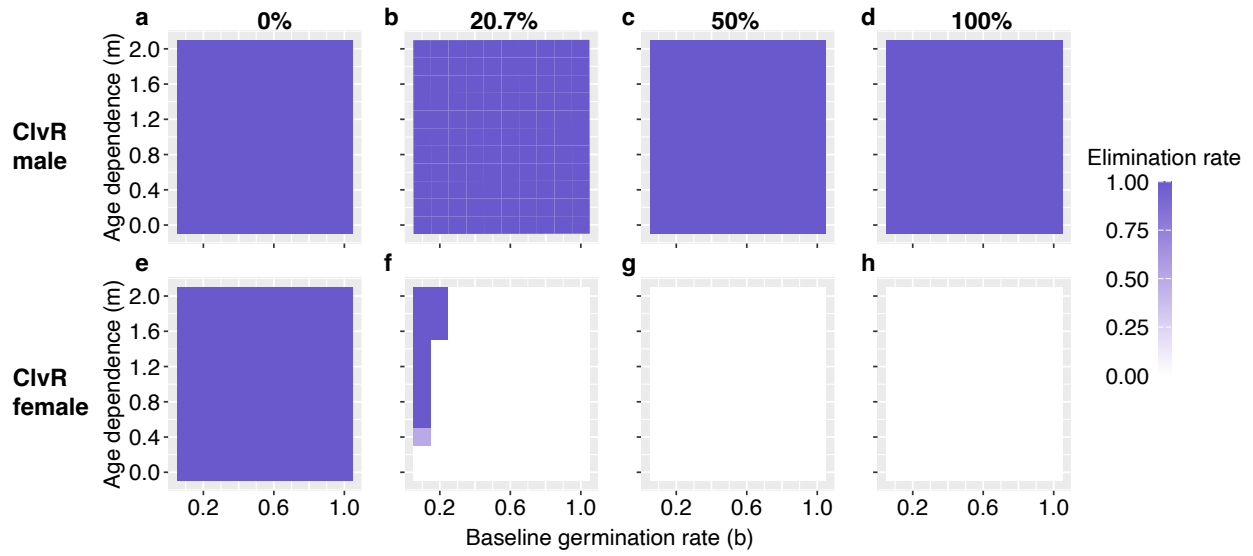 a 0% b 20.7% c 50% d 100%
ClvR
male
Age dependence (m)
2.0
1.6
1.2
0.8
0.4
0.0
e f g h
ClvR
female
Age dependence (m)
2.0
1.6
1.2
0.8
0.4
0.0
0.2 0.6 1.0 0.2 0.6 1.0 0.2 0.6 1.0 0.2 0.6 1.0
Baseline germination rate (b)
Elimination rate
1.00
0.75
0.50
0.25
0.00